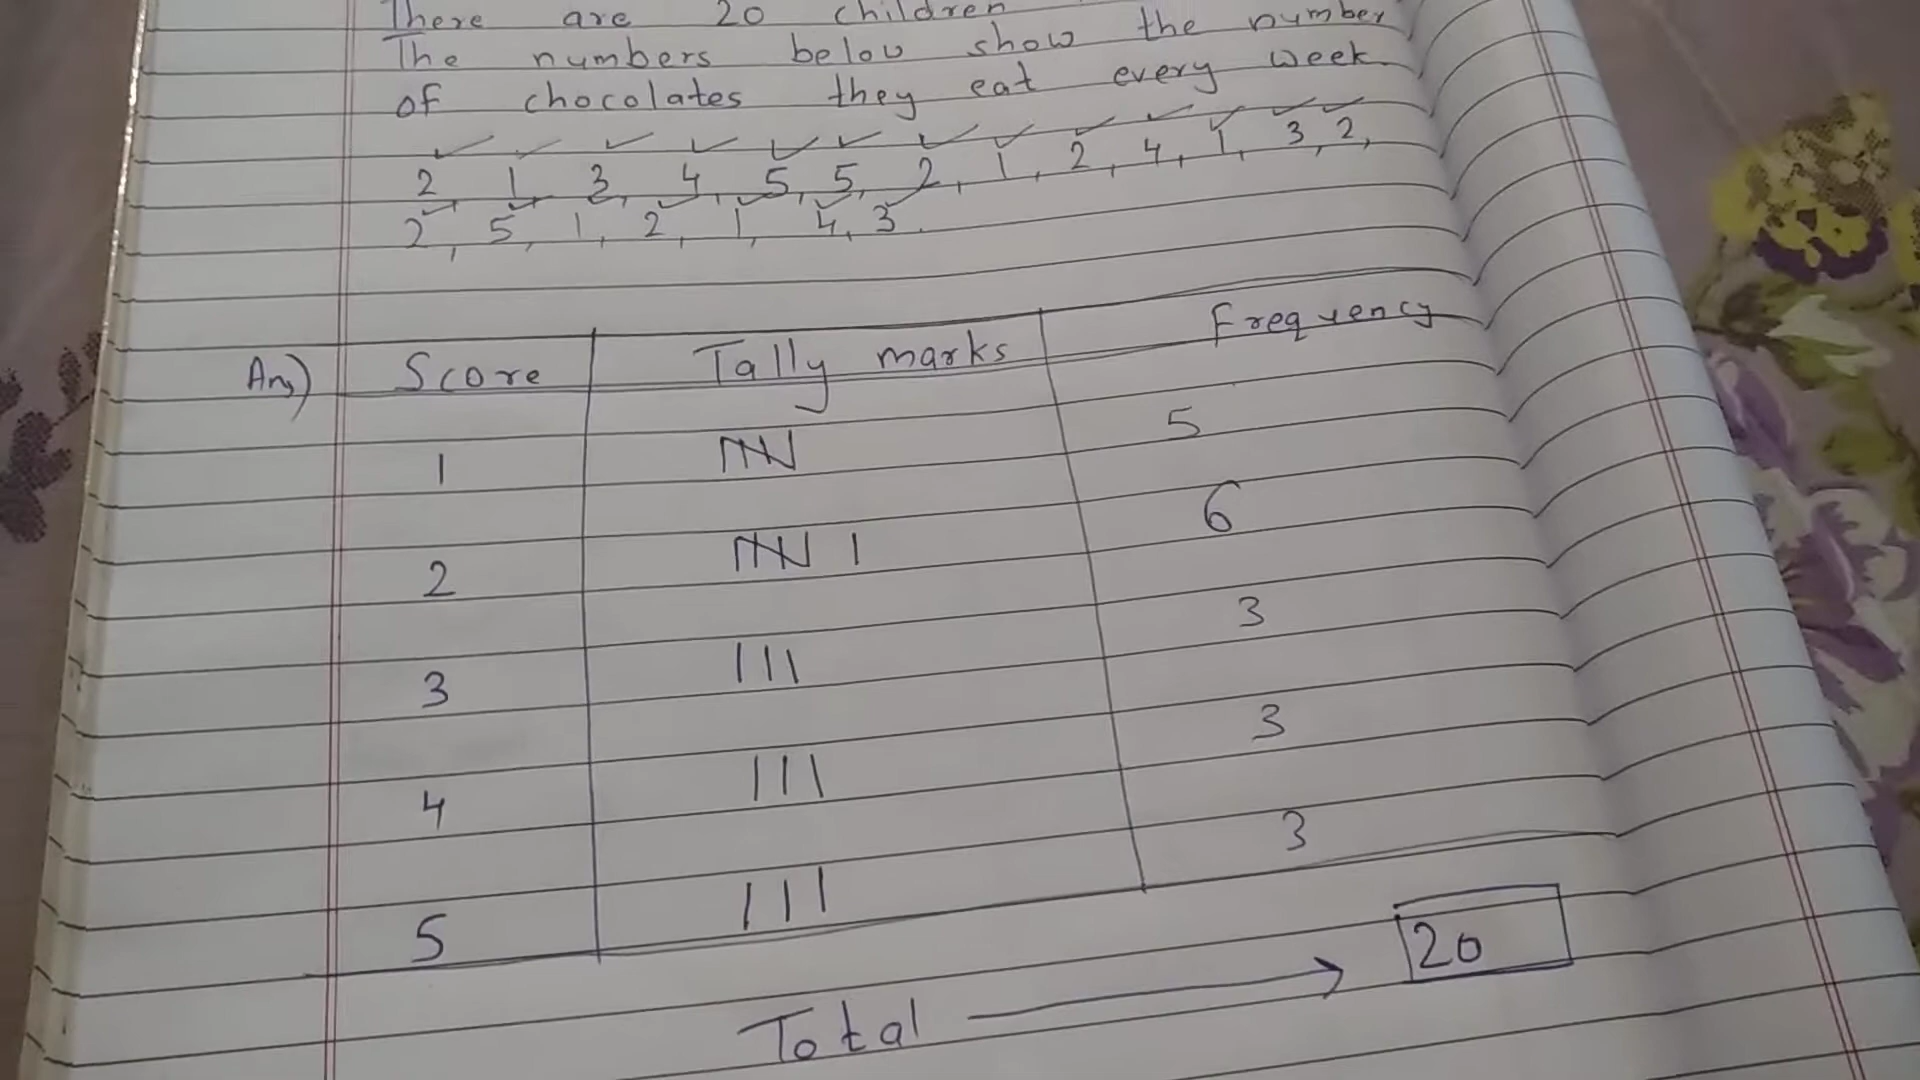 There are 20 children
The numbers below show the number
of chocolates they eat every week.
2 1, 3, 4, 5, 5, 2, 1, 2, 4, 1, 3, 2,
2, 5, 1, 2, 1, 4, 3.
Ans) Score Tally marks Frequency
1 𝍸 5
2 𝍸 | 6
3 ||| 3
4 ||| 3
5 ||| 3
Total → 20